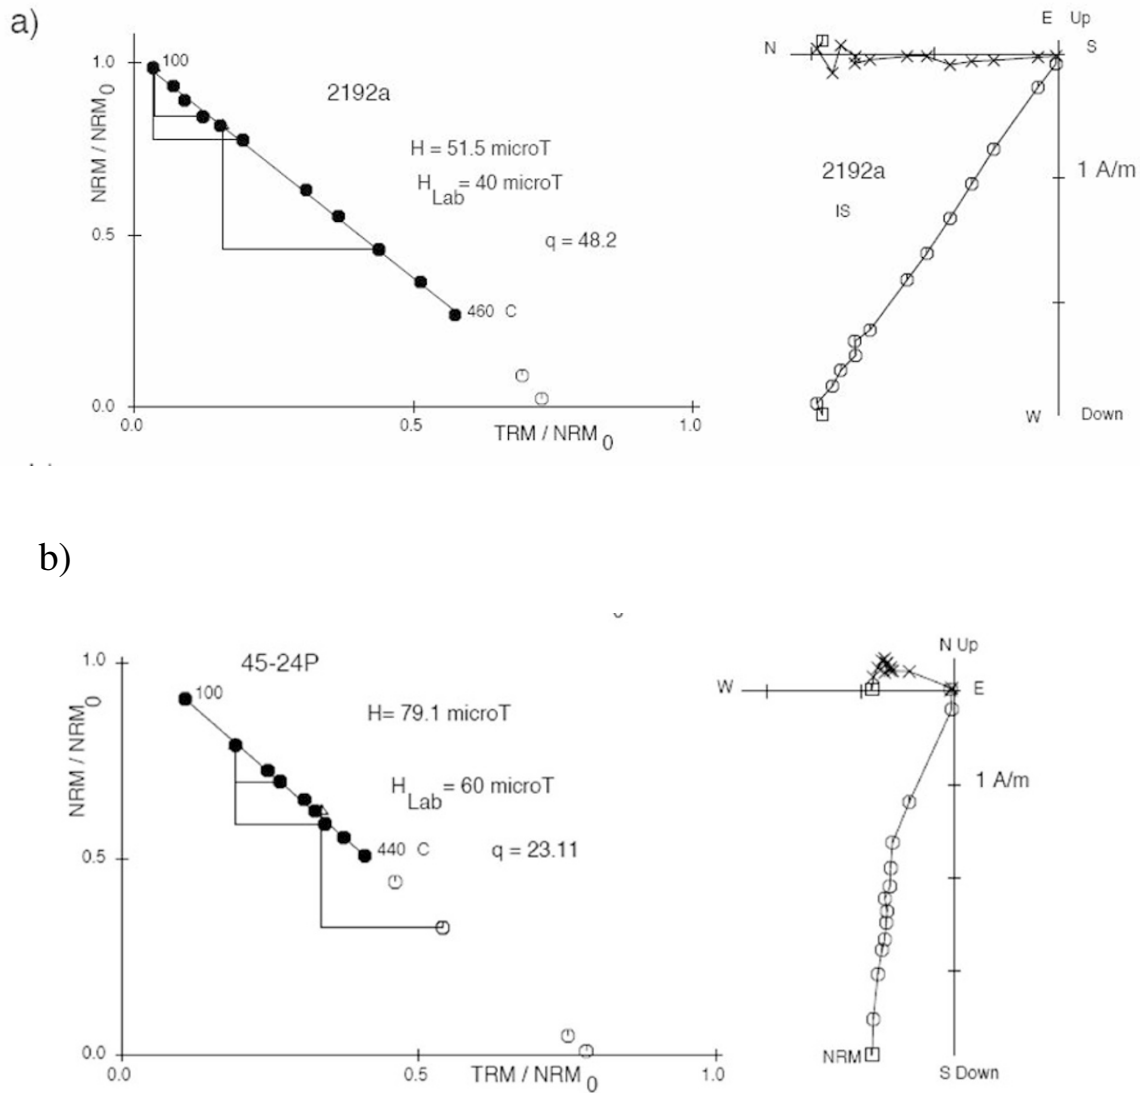 a)
1.0
100
2192a
H = 51.5 microT
H Lab = 40 microT
q = 48.2
NRM / NRM0
0.5
460 C
0.0
0.0
0.5
1.0
TRM / NRM0
E Up
N
S
2192a
IS
1 A/m
W
Down
b)
1.0
45-24P
100
H= 79.1 microT
H Lab = 60 microT
440 C
q = 23.11
NRM / NRM0
0.5
0.0
0.0
0.5
1.0
TRM / NRM0
N Up
W
E
1 A/m
NRM
S Down